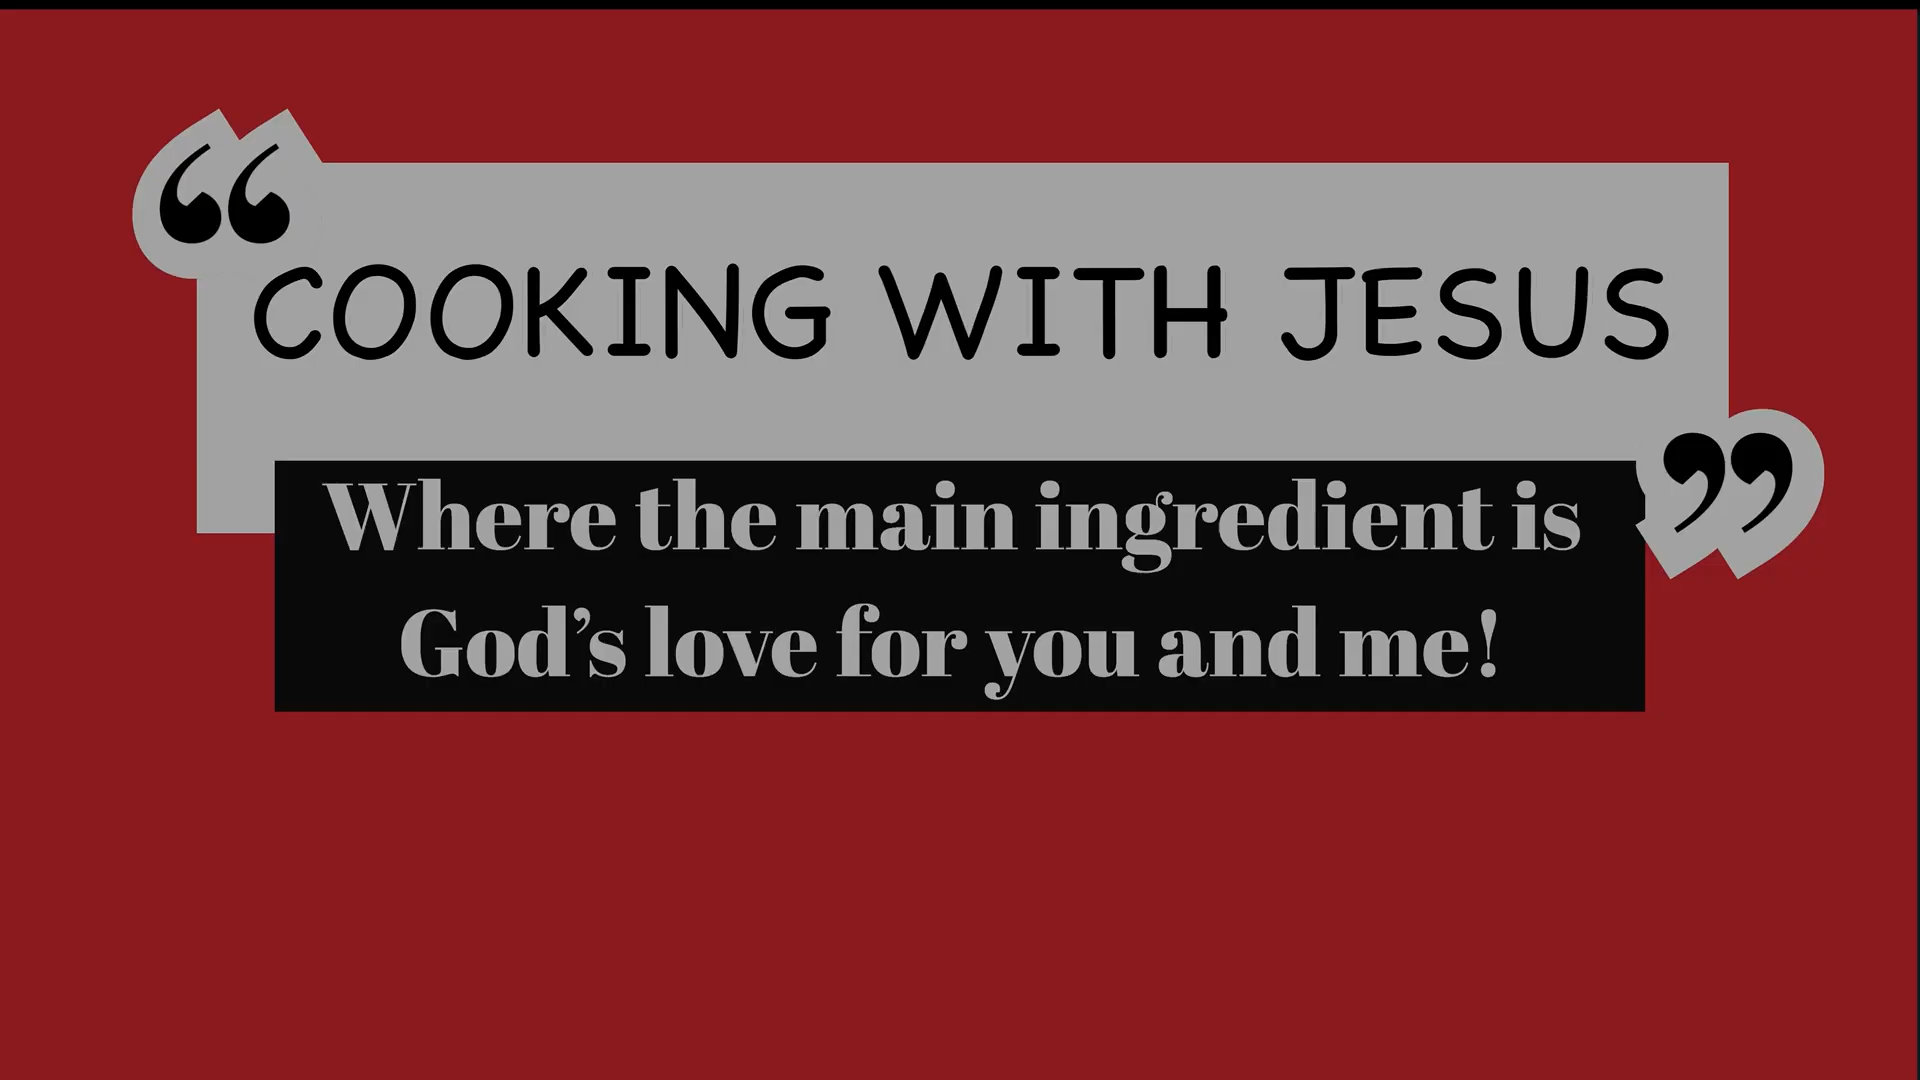 “
COOKING WITH JESUS
Where the main ingredient is
God’s love for you and me!
”